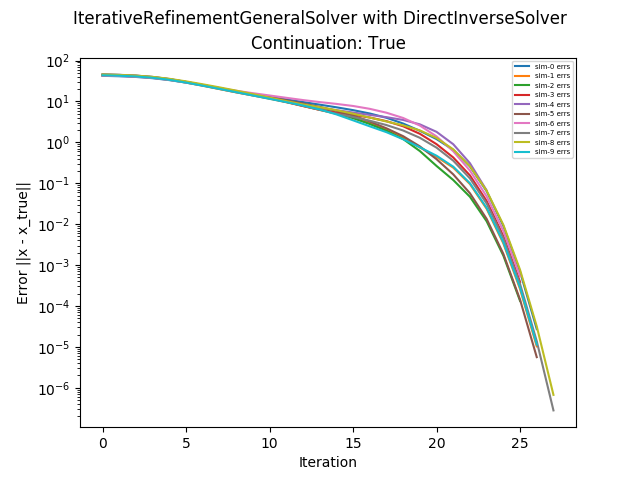 IterativeRefinementGeneralSolver with DirectInverseSolver
Continuation: True
10^2
10^1
10^0
10^-1
10^-2
10^-3
10^-4
10^-5
10^-6
Error ||x - x_true||
sim-0 errs
sim-1 errs
sim-2 errs
sim-3 errs
sim-4 errs
sim-5 errs
sim-6 errs
sim-7 errs
sim-8 errs
sim-9 errs
0 5 10 15 20 25
Iteration